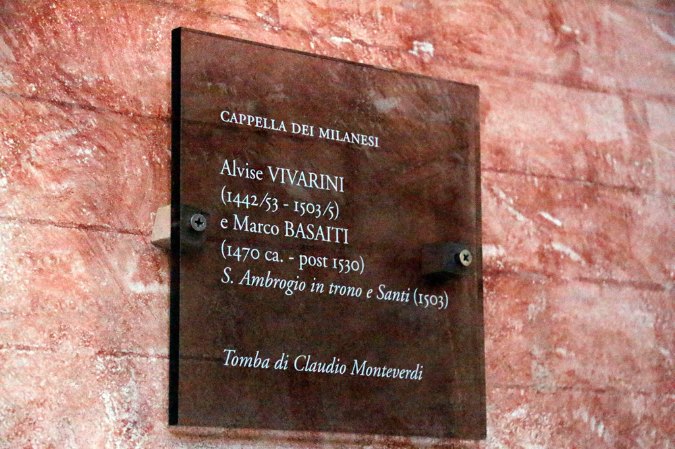 CAPPELLA DEI MILANESI
Alvise VIVARINI
(1442/53 - 1503/5)
e Marco BASAITI
(1470 ca. - post 1530)
S. Ambrogio in trono e Santi (1503)
Tomba di Claudio Monteverdi